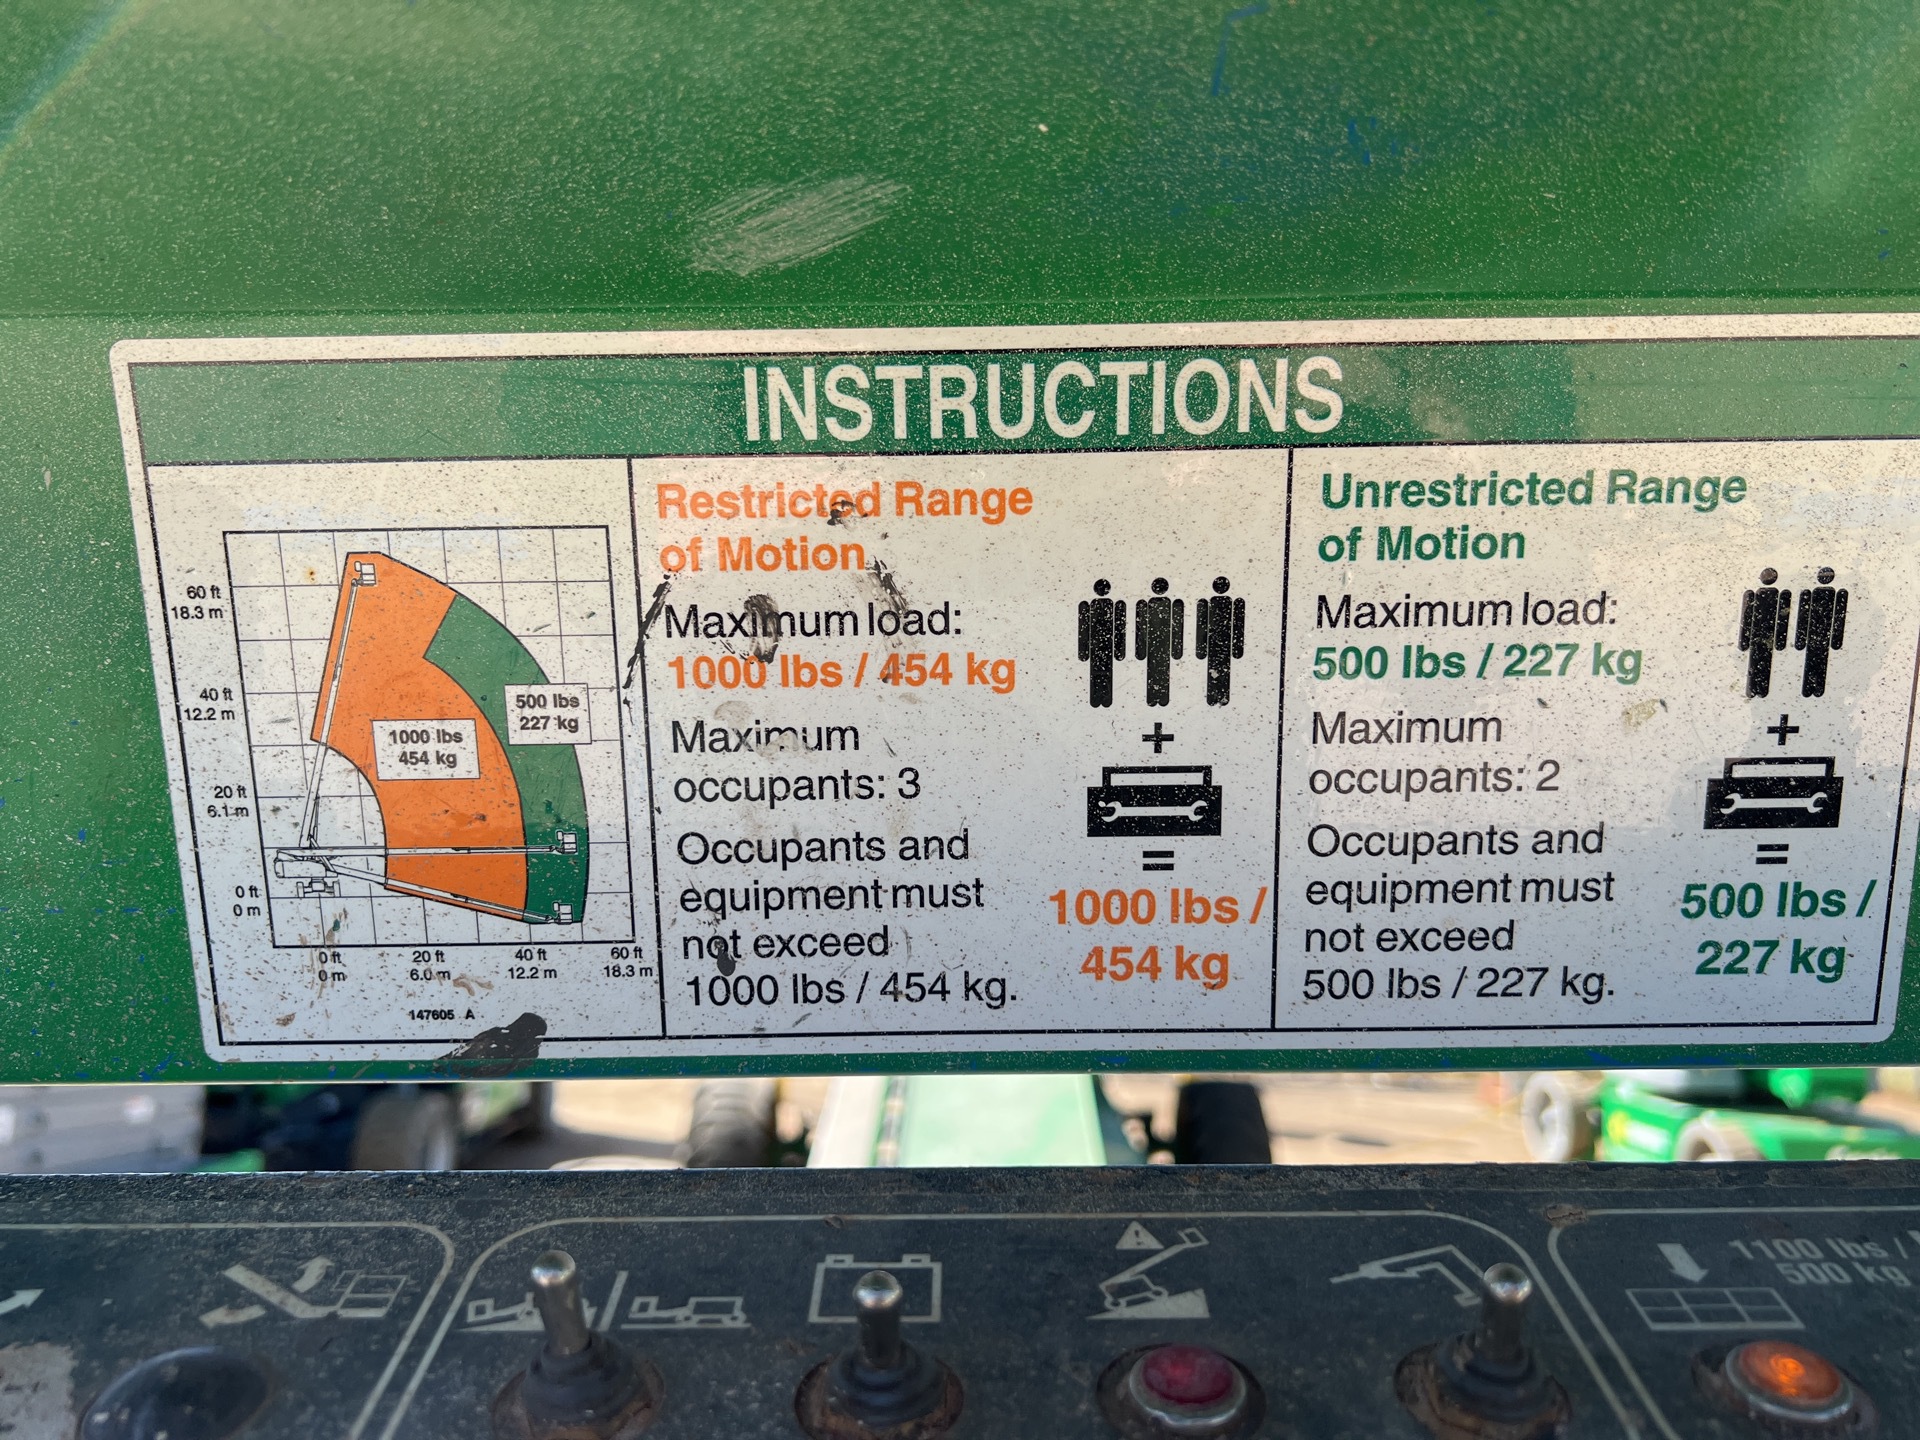 INSTRUCTIONS
60 ft
18.3 m
40 ft
12.2 m
20 ft
6.1 m
0 ft
0 m
1000 lbs
454 kg
500 lbs
227 kg
0 ft
0 m
20 ft
6.0 m
40 ft
12.2 m
60 ft
18.3 m
147605 A
Restricted Range
of Motion
Maximum load:
1000 lbs / 454 kg
Maximum
occupants: 3
Occupants and
equipment must
not exceed
1000 lbs / 454 kg.
+
=
1000 lbs /
454 kg
Unrestricted Range
of Motion
Maximum load:
500 lbs / 227 kg
Maximum
occupants: 2
Occupants and
equipment must
not exceed
500 lbs / 227 kg.
+
=
500 lbs /
227 kg
1100 lbs /
500 kg